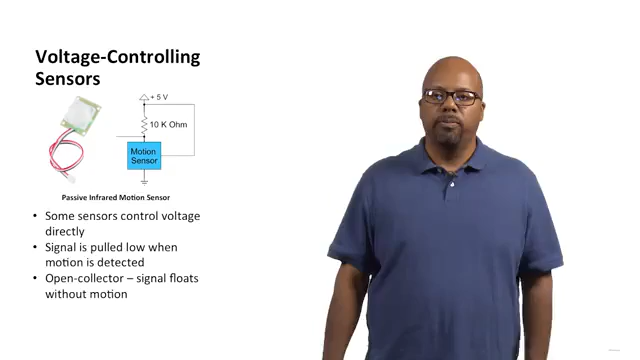 Voltage-Controlling
Sensors
+ 5 V
10 K Ohm
Motion
Sensor
Passive Infrared Motion Sensor
• Some sensors control voltage
directly
• Signal is pulled low when
motion is detected
• Open-collector – signal floats
without motion